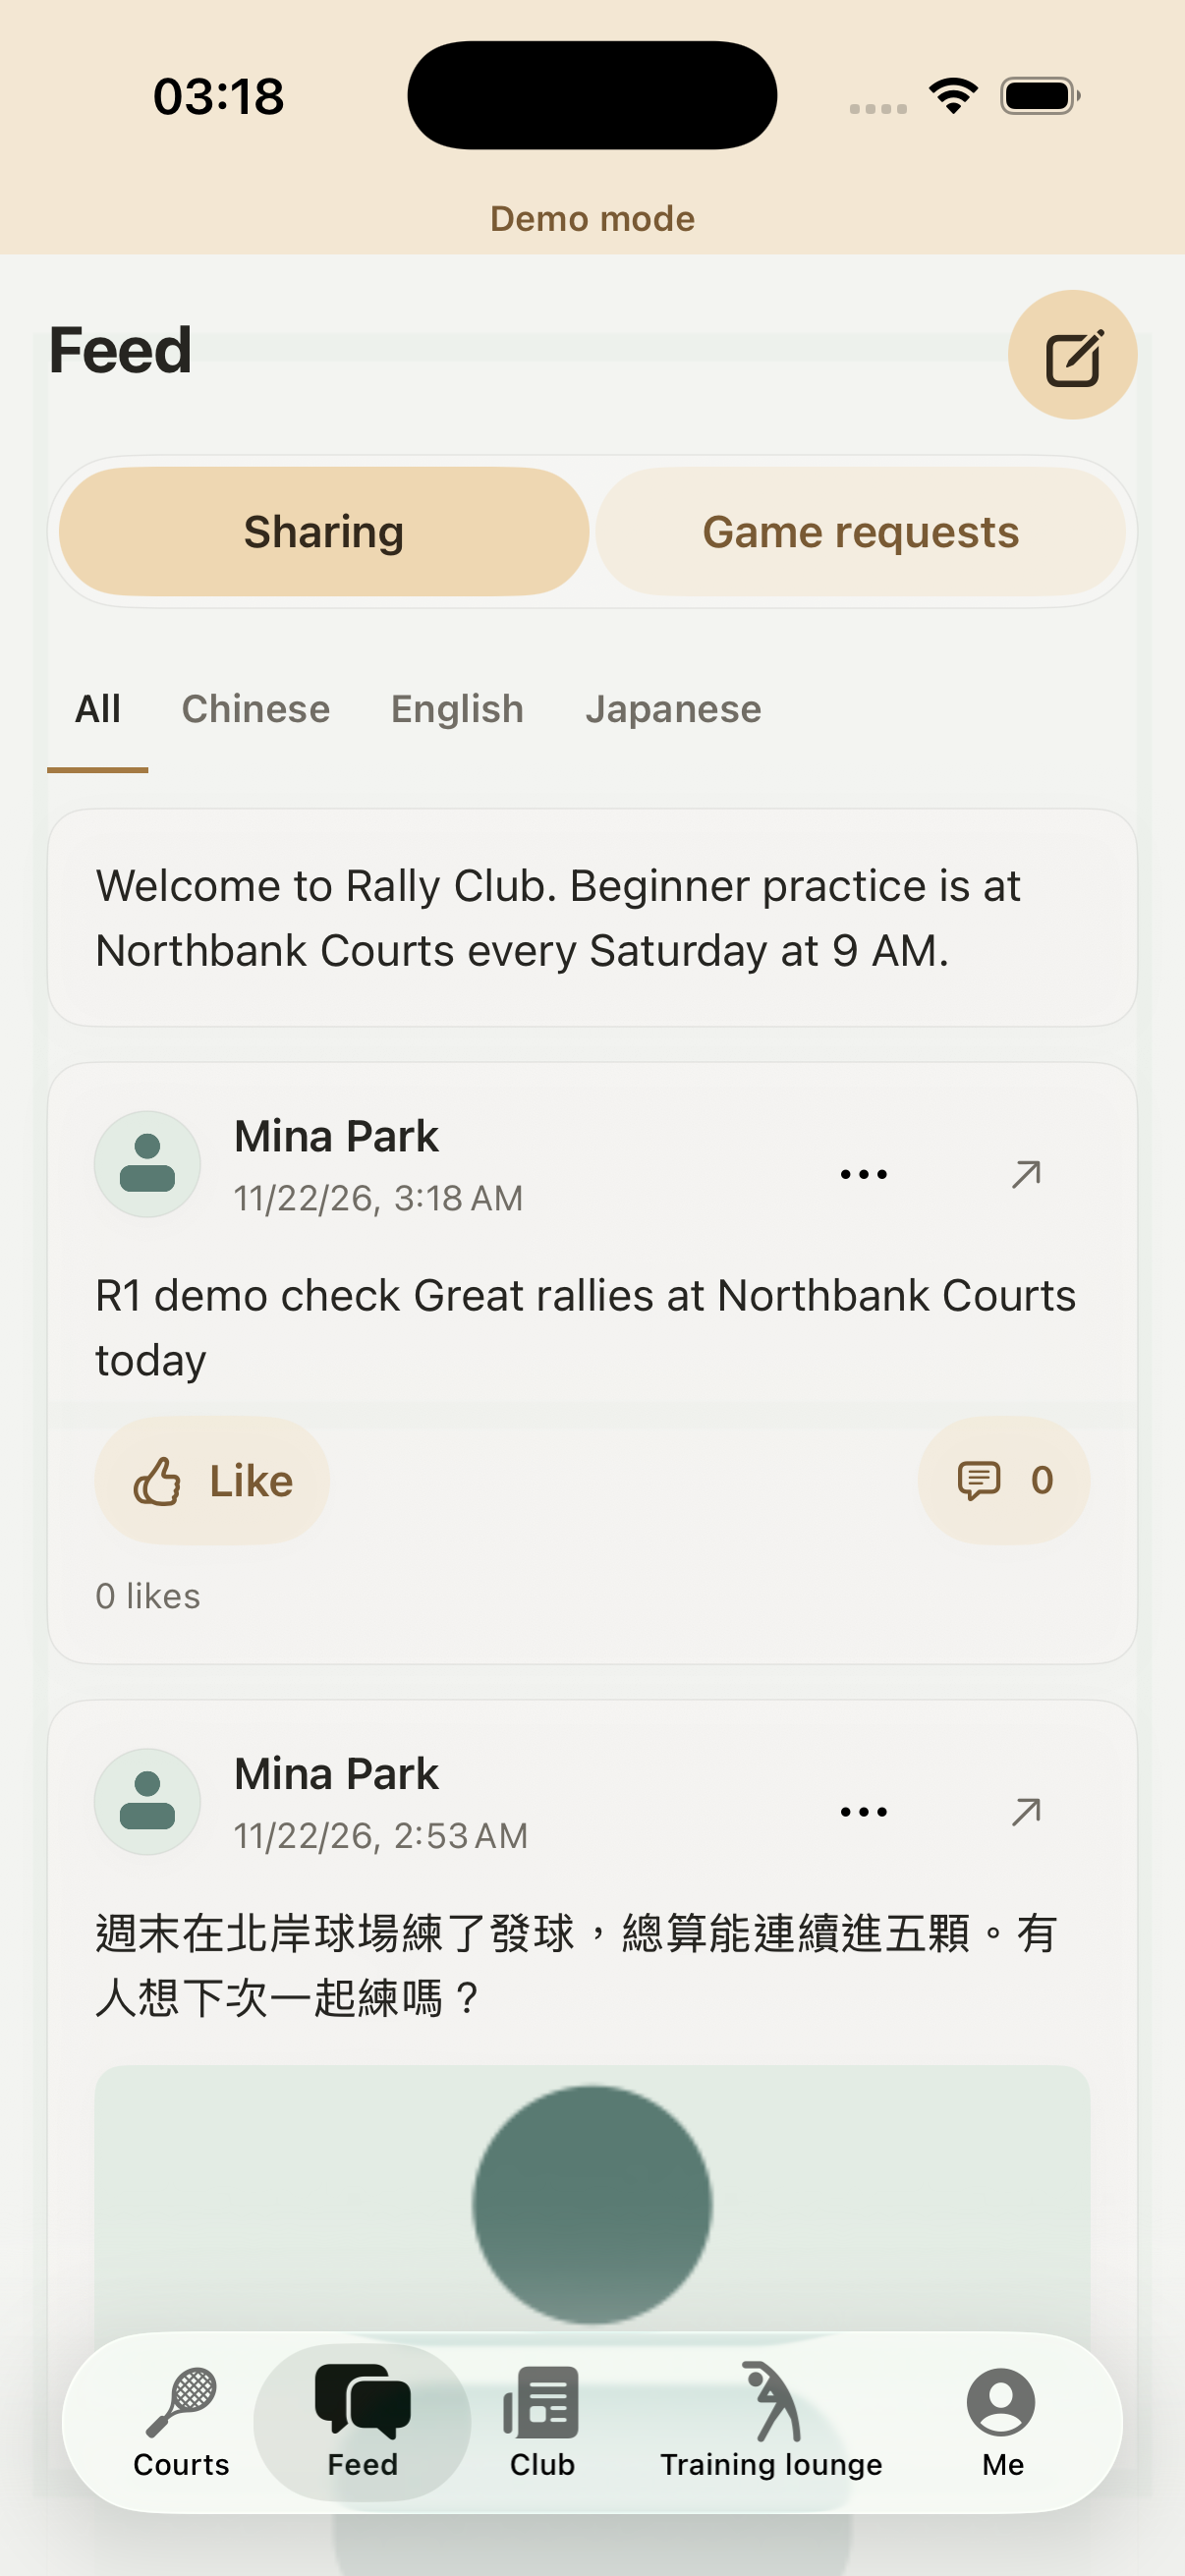 03:18
Demo mode
Feed
Sharing
Game requests
All
Chinese
English
Japanese
Welcome to Rally Club. Beginner practice is at
Northbank Courts every Saturday at 9 AM.
Mina Park
11/22/26, 3:18 AM
R1 demo check Great rallies at Northbank Courts
today
Like
0
0 likes
Mina Park
11/22/26, 2:53 AM
週末在北岸球場練了發球，總算能連續進五顆。有
人想下次一起練嗎？
Courts
Feed
Club
Training lounge
Me